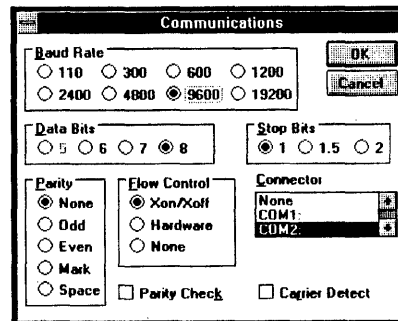 Communications
Baud Rate
110 300 600 1200
2400 4800 9600 19200
OK
Cancel
Data Bits
5 6 7 8
Stop Bits
1 1.5 2
Parity
None
Odd
Even
Mark
Space
Flow Control
Xon/Xoff
Hardware
None
Connector
None
COM1:
COM2:
Parity Check
Carrier Detect